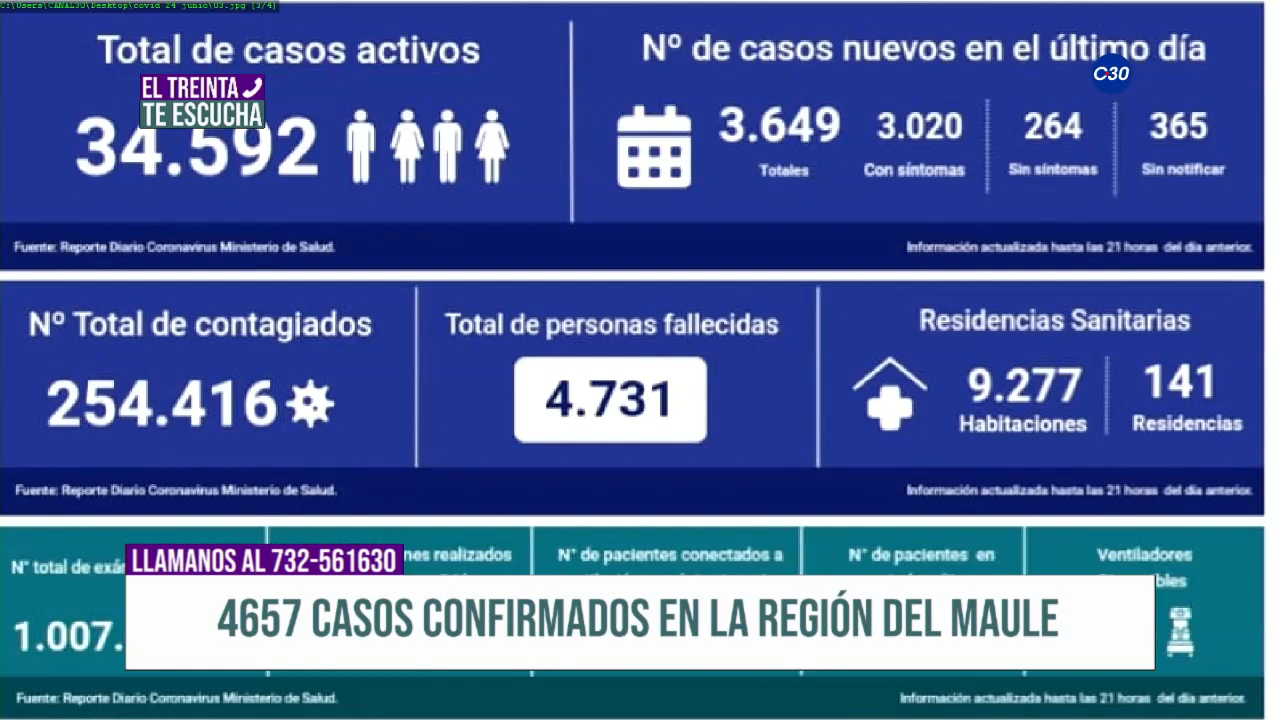 C:\Users\CANAL30\Desktop\covid 24 junio\03.jpg [3/4]
Total de casos activos
EL TREINTA
TE ESCUCHA
34.592
Nº de casos nuevos en el último día
C30
3.649
Totales
3.020
Con síntomas
264
Sin síntomas
365
Sin notificar
Fuente: Reporte Diario Coronavirus Ministerio de Salud.
Información actualizada hasta las 21 horas del día anterior.
Nº Total de contagiados
254.416
Total de personas fallecidas
4.731
Residencias Sanitarias
9.277
Habitaciones
141
Residencias
Fuente: Reporte Diario Coronavirus Ministerio de Salud.
Información actualizada hasta las 21 horas del día anterior.
N° total de
1.007.
realizados
N° de pacientes conectados a
N° de pacientes en
Ventiladores
LLAMANOS AL 732-561630
4657 CASOS CONFIRMADOS EN LA REGIÓN DEL MAULE
Fuente: Reporte Diario Coronavirus Ministerio de Salud.
Información actualizada hasta las 21 horas del día anterior.